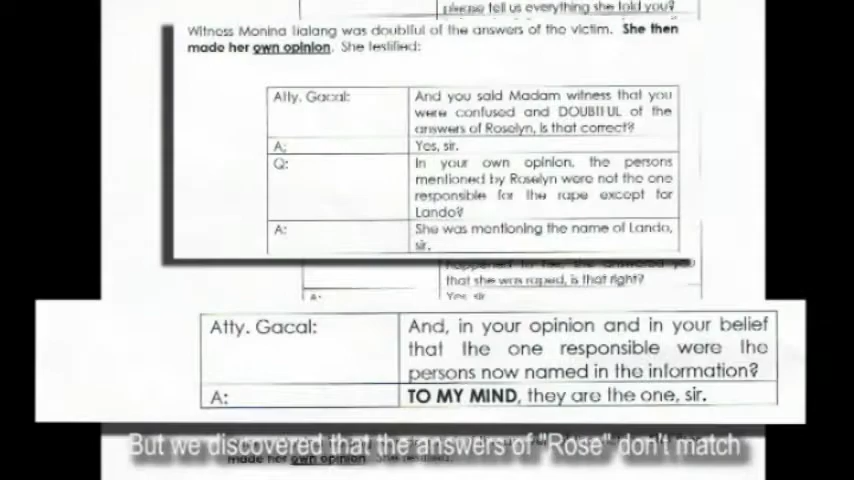 please tell us everything she told you?
Witness Monina Lialang was doubtful of the answers of the victim. She then
made her own opinion. She testified:
Atty. Gacal: And you said Madam witness that you
were confused and DOUBTFUL of the
answers of Roselyn, is that correct?
A: Yes, sir.
Q: In your own opinion, the persons
mentioned by Roselyn were not the one
responsible for the rape except for
Lando?
A: She was mentioning the name of Lando,
sir.
that she was raped, is that right?
A: Yes, sir
Atty. Gacal: And, in your opinion and in your belief
that the one responsible were the
persons now named in the information?
A: TO MY MIND, they are the one, sir.
But we discovered that the answers of "Rose" don't match
made her own opinion. She testified: